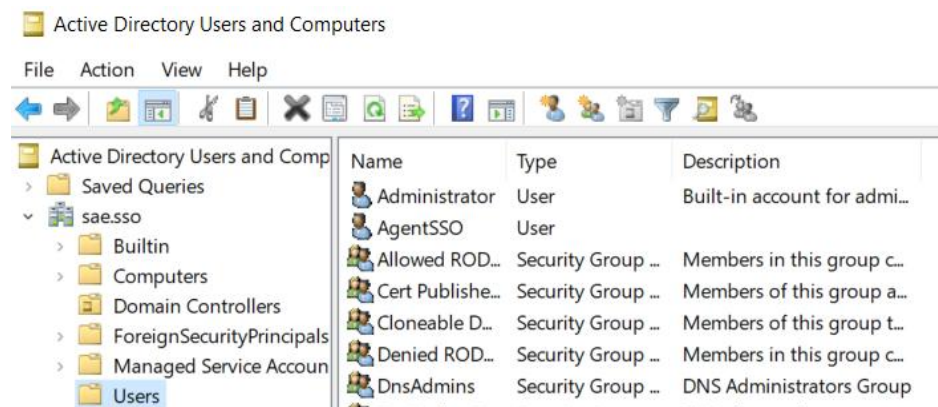 Active Directory Users and Computers
File Action View Help
Active Directory Users and Comp
Saved Queries
sae.sso
Builtin
Computers
Domain Controllers
ForeignSecurityPrincipals
Managed Service Accoun
Users
Name Type Description
Administrator User Built-in account for admi...
AgentSSO User
Allowed ROD... Security Group ... Members in this group c...
Cert Publishe... Security Group ... Members of this group a...
Cloneable D... Security Group ... Members of this group t...
Denied ROD... Security Group ... Members in this group c...
DnsAdmins Security Group ... DNS Administrators Group